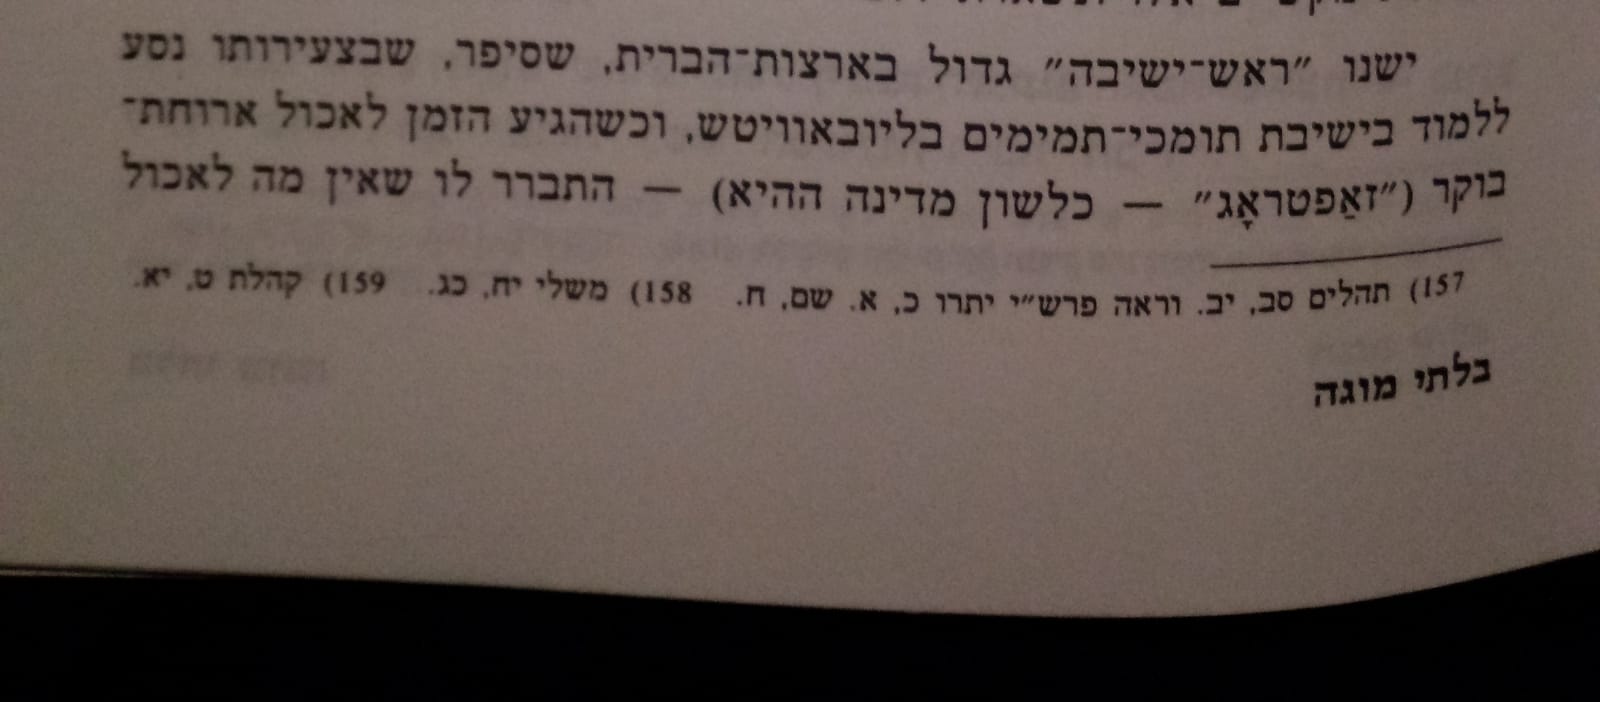 ישנו "ראש־ישיבה" גדול בארצות־הברית, שסיפר, שבצעירותו נסע
ללמוד בישיבת תומכי־תמימים בליובאוויטש, וכשהגיע הזמן לאכול ארוחת־
בוקר ("זאַפטראָג" — כלשון מדינה ההיא) — התברר לו שאין מה לאכול
157) תהלים סב, יב. וראה פרש"י יתרו כ, א. שם, ח. 158) משלי יח, כג. 159) קהלת ט, יא.
בלתי מוגה